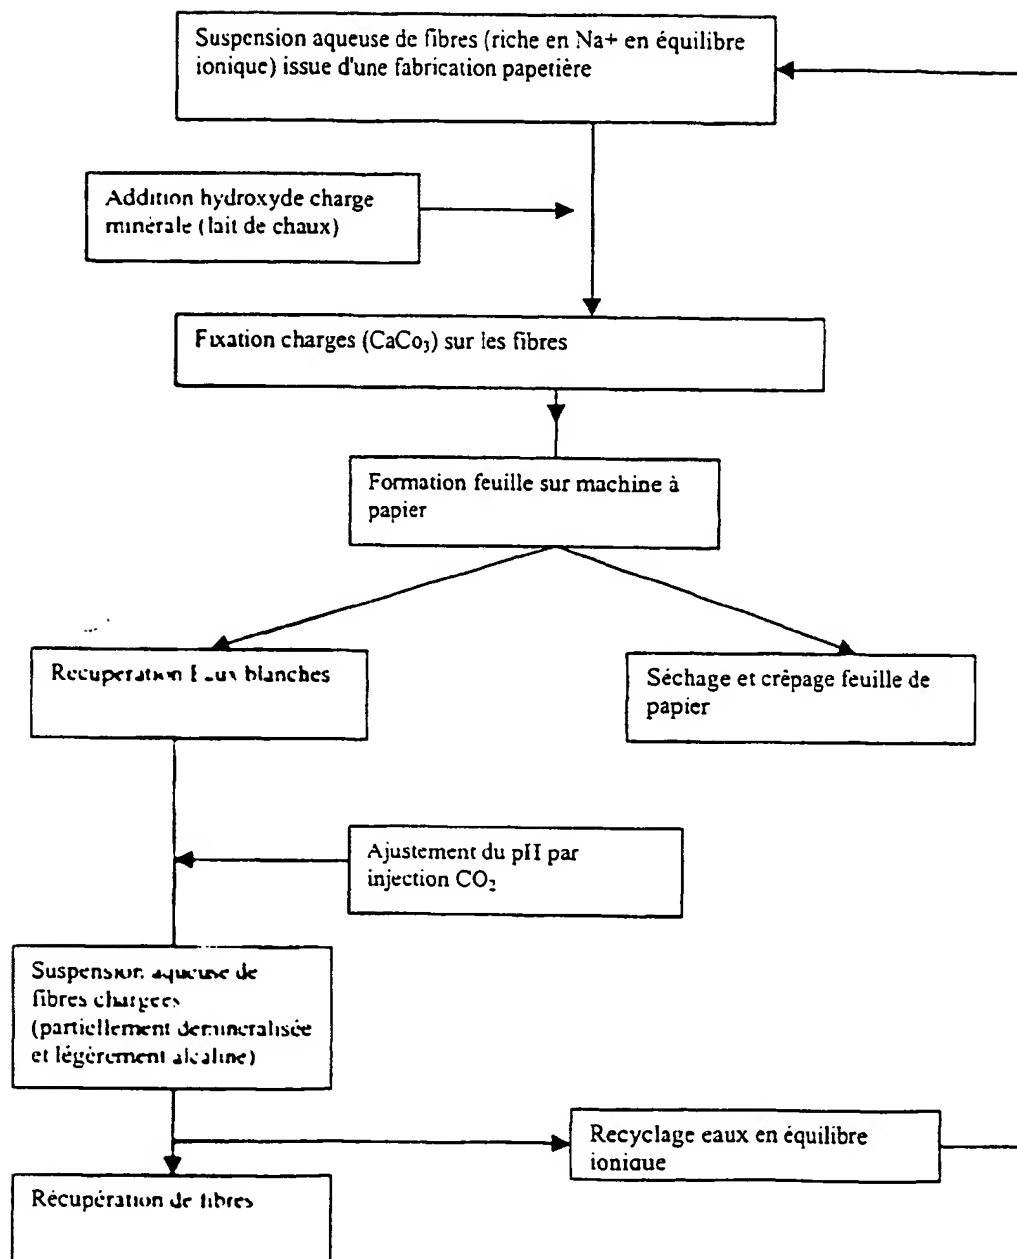 Suspension aqueuse de fibres (riche en Na+ en équilibre
ionique) issue d'une fabrication papetière
Addition hydroxyde charge
minérale (lait de chaux)
Fixation charges (CaCo₃) sur les fibres
Formation feuille sur machine à
papier
Récupération Eaux blanches
Séchage et crêpage feuille de
papier
Ajustement du pH par
injection CO₂
Suspension aqueuse de
fibres chargées
(partiellement déminéralisée
et légèrement alcaline)
Recyclage eaux en équilibre
ionique
Récupération de fibres